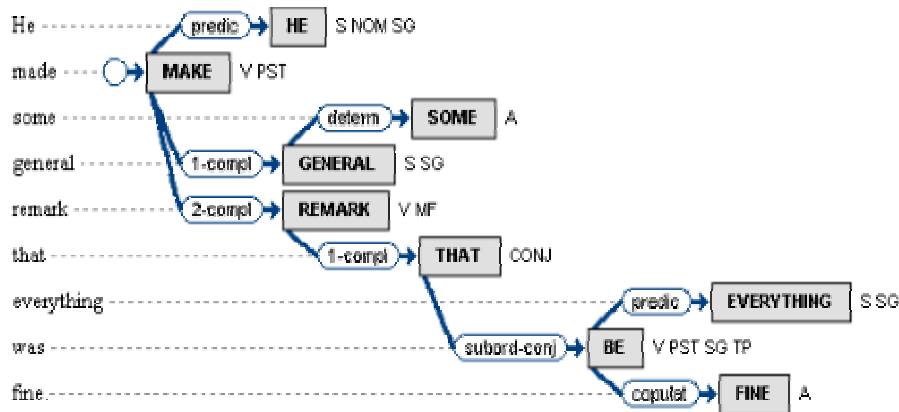 He predic HE S NOM SG
made MAKE V PST
some determ SOME A
general 1-compl GENERAL S SG
remark 2-compl REMARK V MF
that 1-compl THAT CONJ
everything predic EVERYTHING S SG
was subord-conj BE V PST SG TP
fine. copulat FINE A